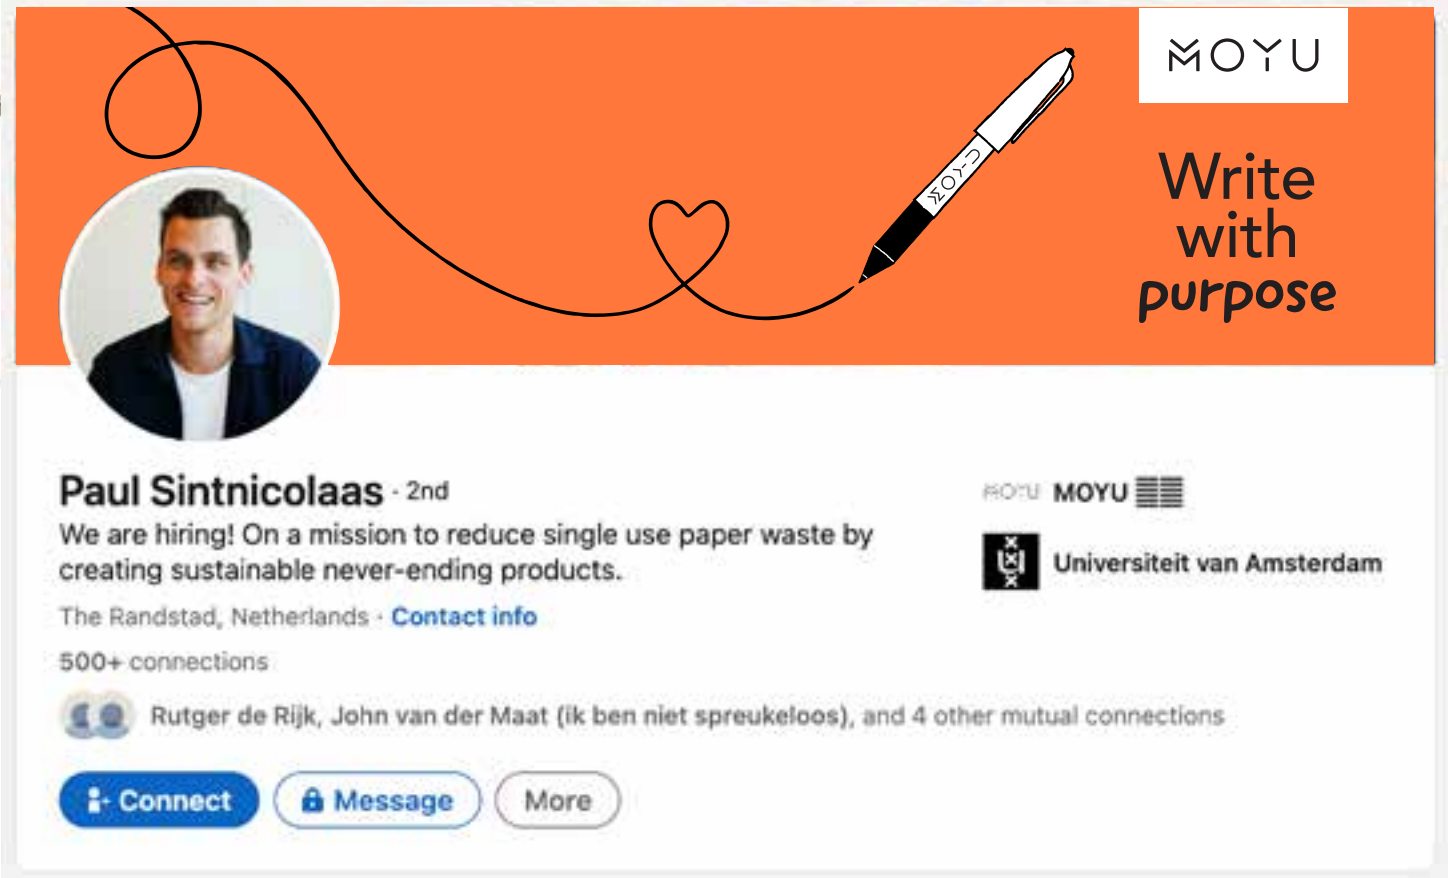 MOYU
Write
with
purpose
MOYU
Paul Sintnicolaas · 2nd
We are hiring! On a mission to reduce single use paper waste by
creating sustainable never-ending products.
The Randstad, Netherlands · Contact info
500+ connections
Rutger de Rijk, John van der Maat (ik ben niet spreukeloos), and 4 other mutual connections
Connect
Message
More
MOYU MOYU
Universiteit van Amsterdam